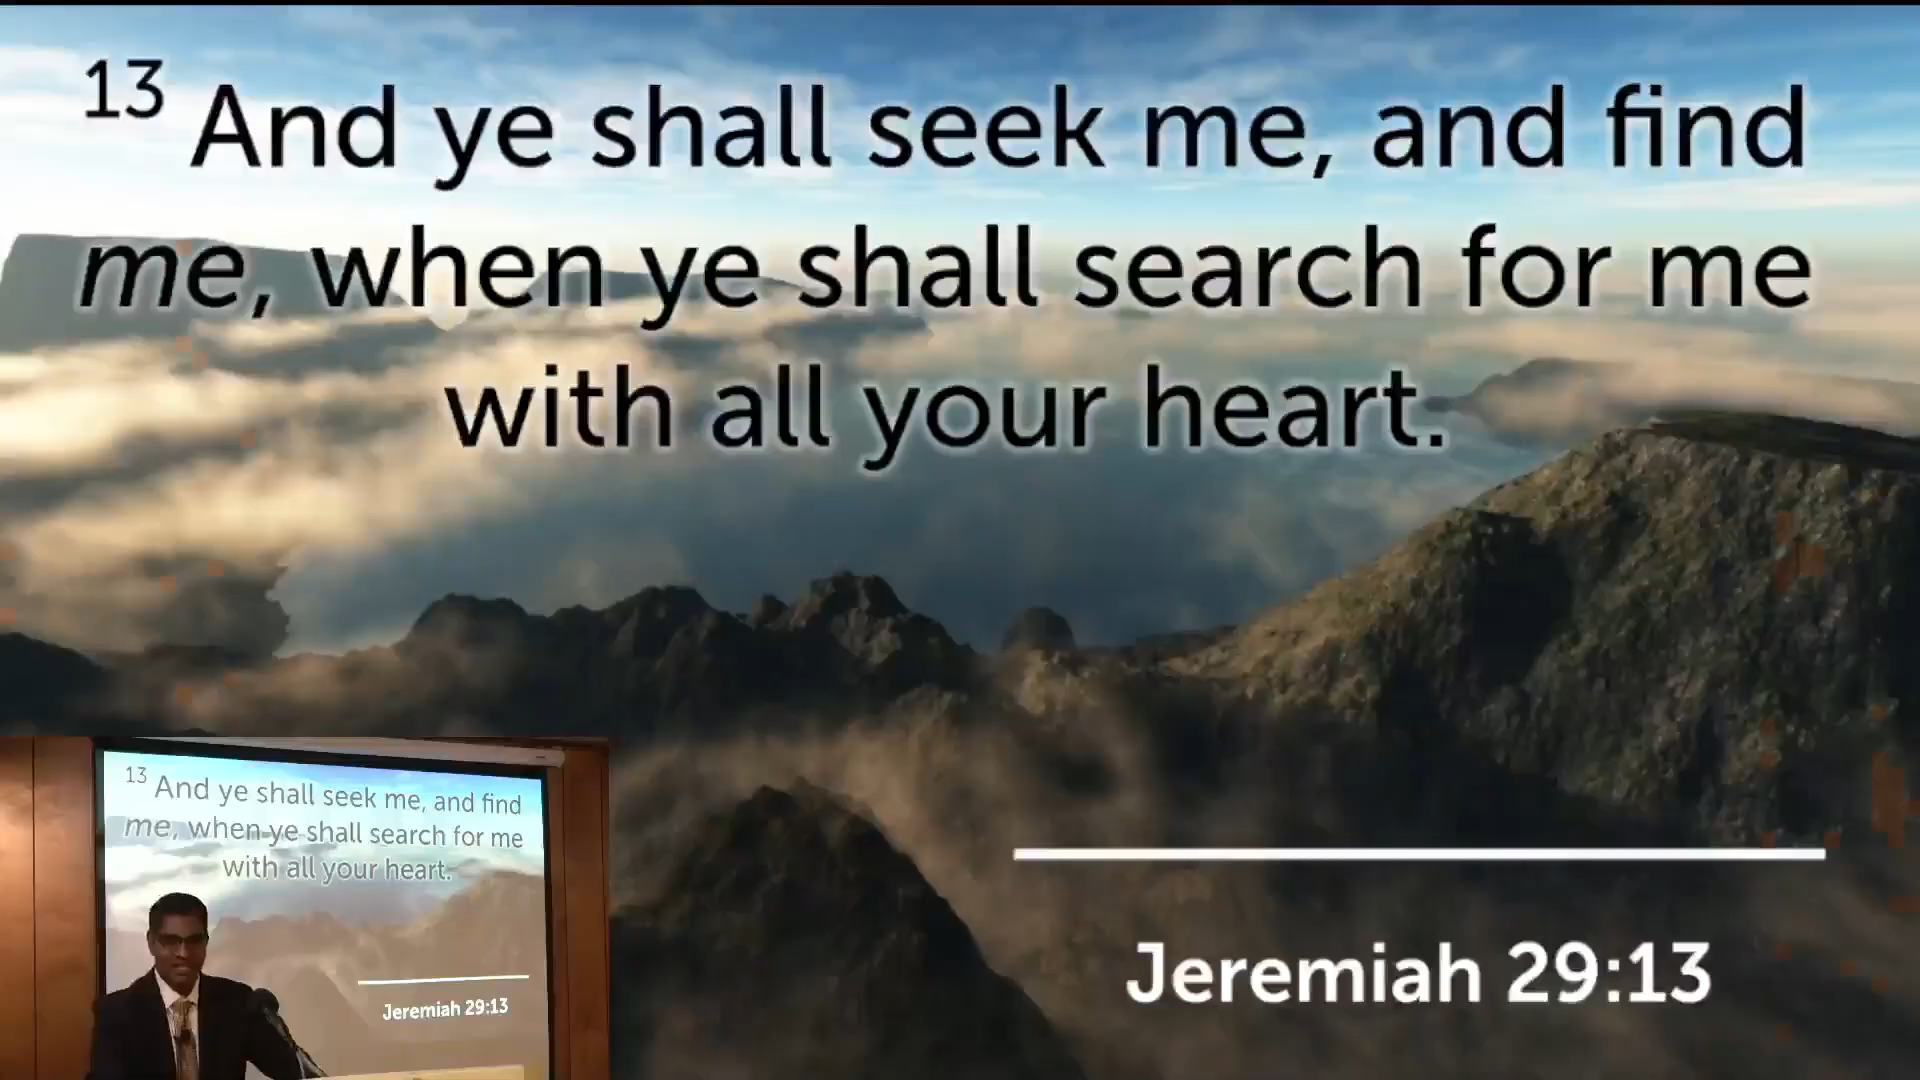 13 And ye shall seek me, and find
me, when ye shall search for me
with all your heart.
Jeremiah 29:13
13 And ye shall seek me, and find
me, when ye shall search for me
with all your heart.
Jeremiah 29:13